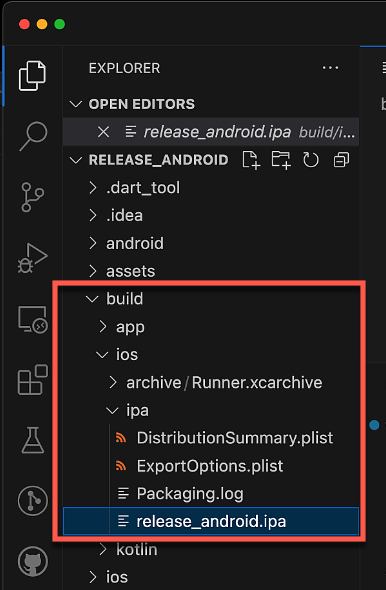 EXPLORER
OPEN EDITORS
release_android.ipa build/i...
RELEASE_ANDROID
.dart_tool
.idea
android
assets
build
app
ios
archive/Runner.xcarchive
ipa
DistributionSummary.plist
ExportOptions.plist
Packaging.log
release_android.ipa
kotlin
ios